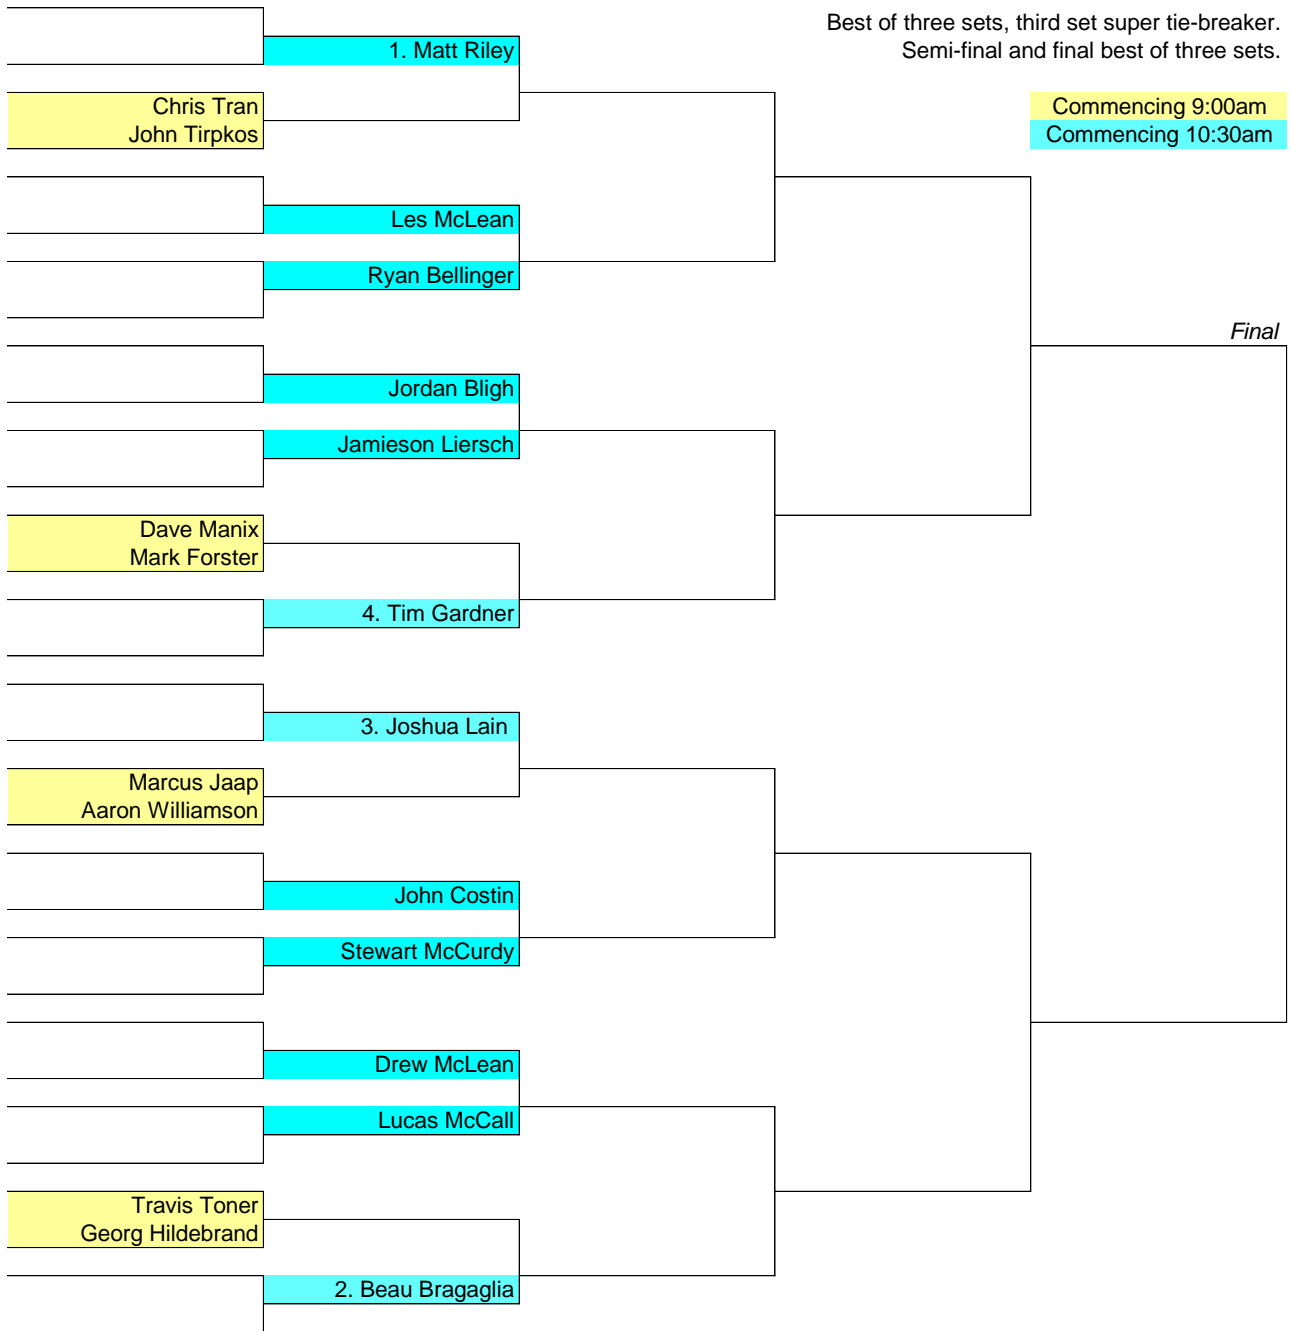 Best of three sets, third set super tie-breaker.
1. Matt Riley
Semi-final and final best of three sets.
Chris Tran
Commencing 9:00am
John Tirpkos
Commencing 10:30am
Les McLean
Ryan Bellinger
Final
Jordan Bligh
Jamieson Liersch
Dave Manix
Mark Forster
4. Tim Gardner
3. Joshua Lain
Marcus Jaap
Aaron Williamson
John Costin
Stewart McCurdy
Drew McLean
Lucas McCall
Travis Toner
Georg Hildebrand
2. Beau Bragaglia